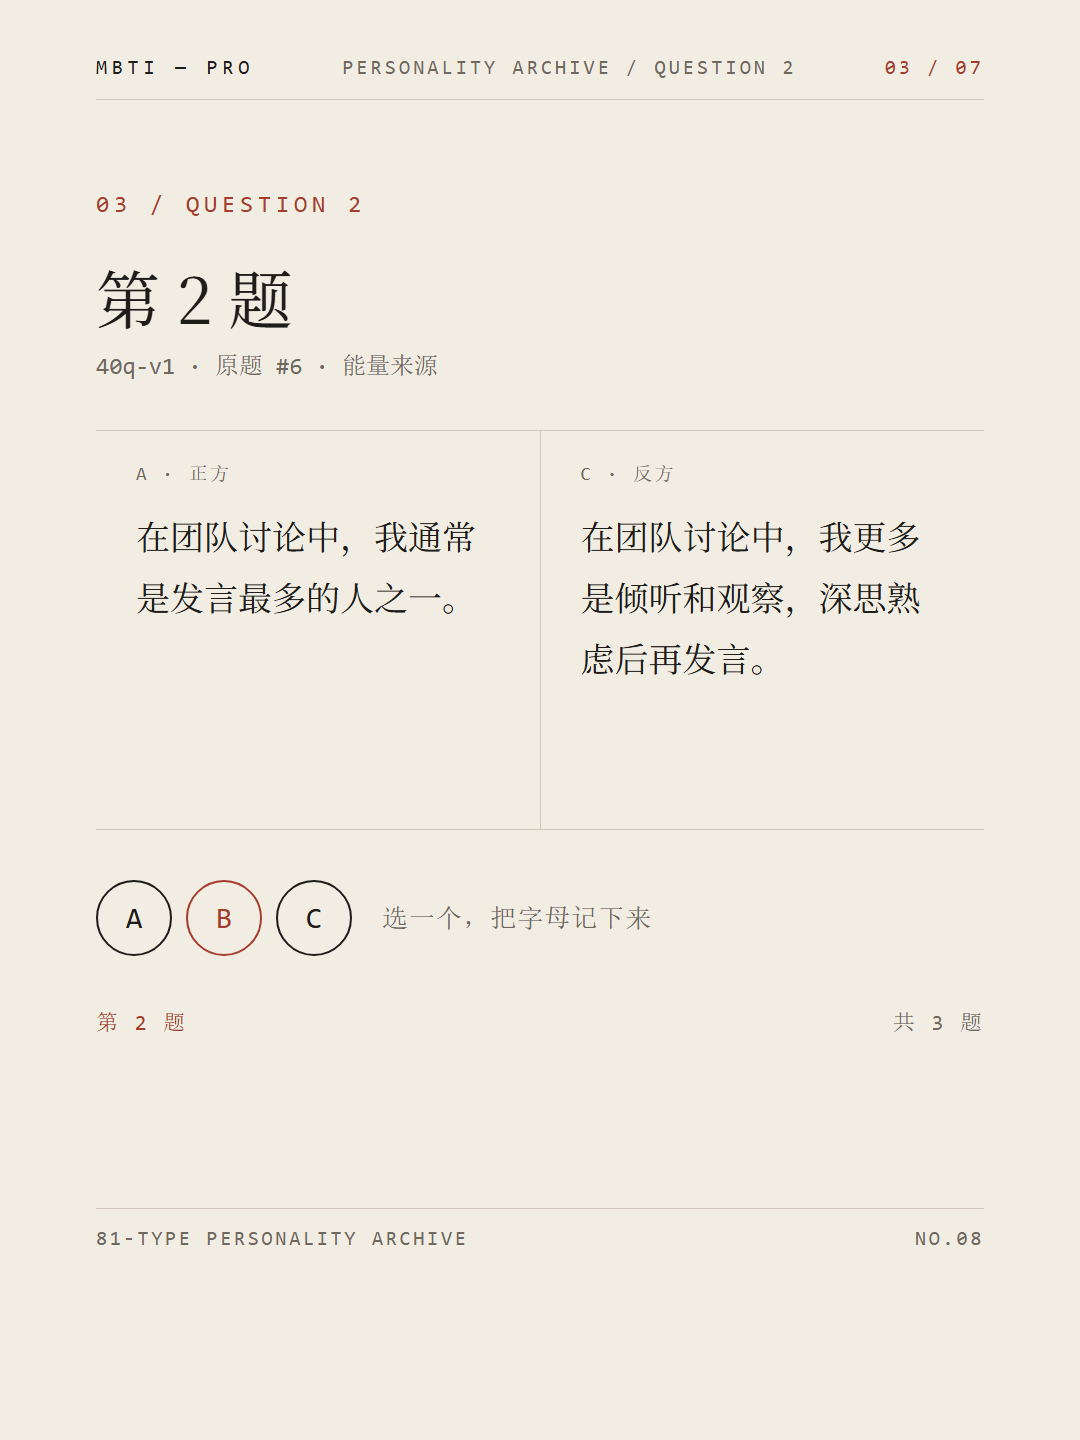 MBTI — PRO
PERSONALITY ARCHIVE / QUESTION 2
03 / 07
03 / QUESTION 2
第 2 题
40q-v1 · 原题 #6 · 能量来源
A · 正方
在团队讨论中，我通常
是发言最多的人之一。
C · 反方
在团队讨论中，我更多
是倾听和观察，深思熟
虑后再发言。
A B C 选一个，把字母记下来
第 2 题
共 3 题
81-TYPE PERSONALITY ARCHIVE
NO.08